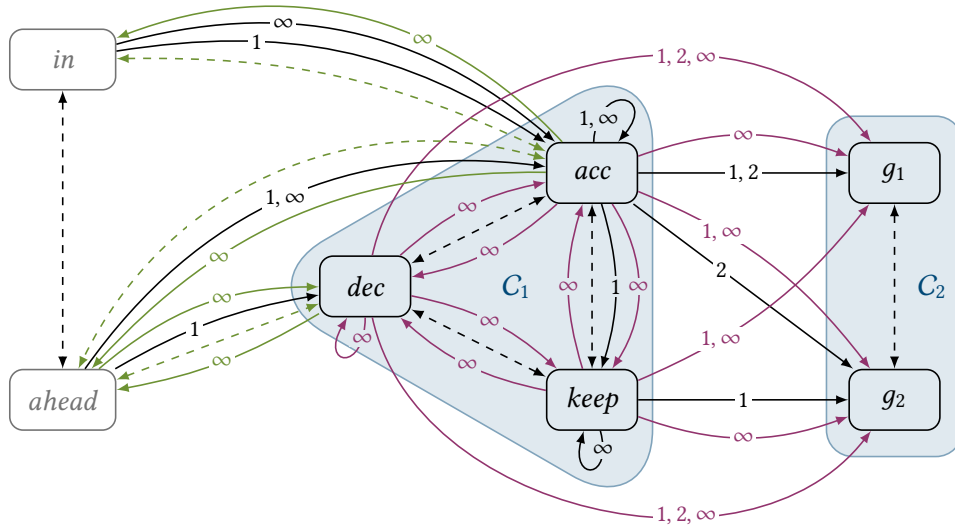 ∞
in
1
∞
1, 2, ∞
1, ∞
∞
acc
1, 2
g₁
1, ∞
∞
∞
1, ∞
∞
2
∞
dec
C₁
∞
1
∞
C₂
∞
∞
1
∞
∞
∞
1, ∞
ahead
keep
1
g₂
∞
∞
1, 2, ∞